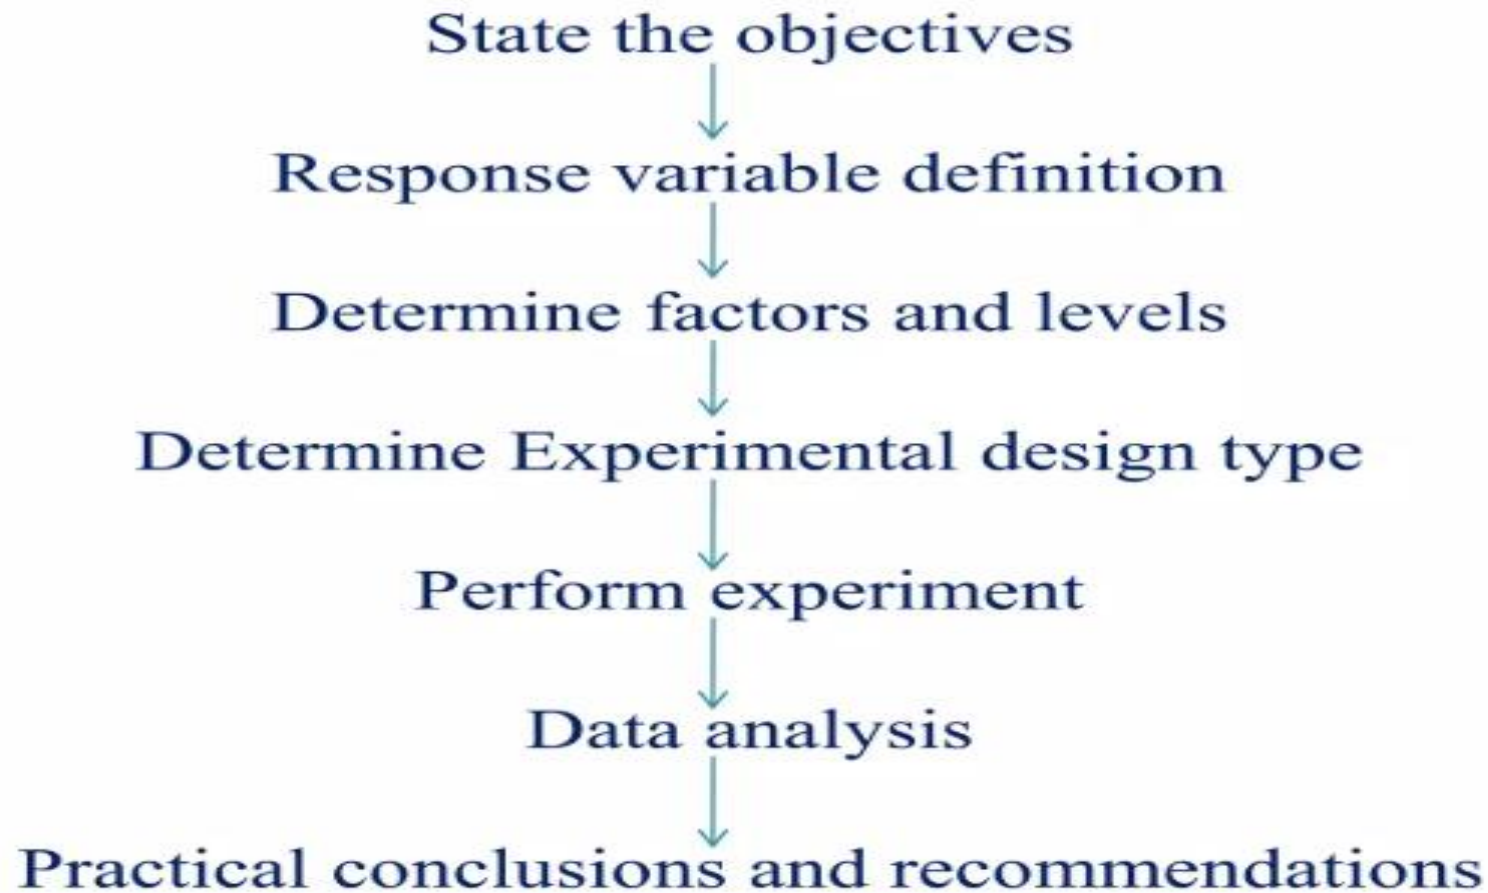 State the objectives
Response variable definition
Determine factors and levels
Determine Experimental design type
Perform experiment
Data analysis
Practical conclusions and recommendations